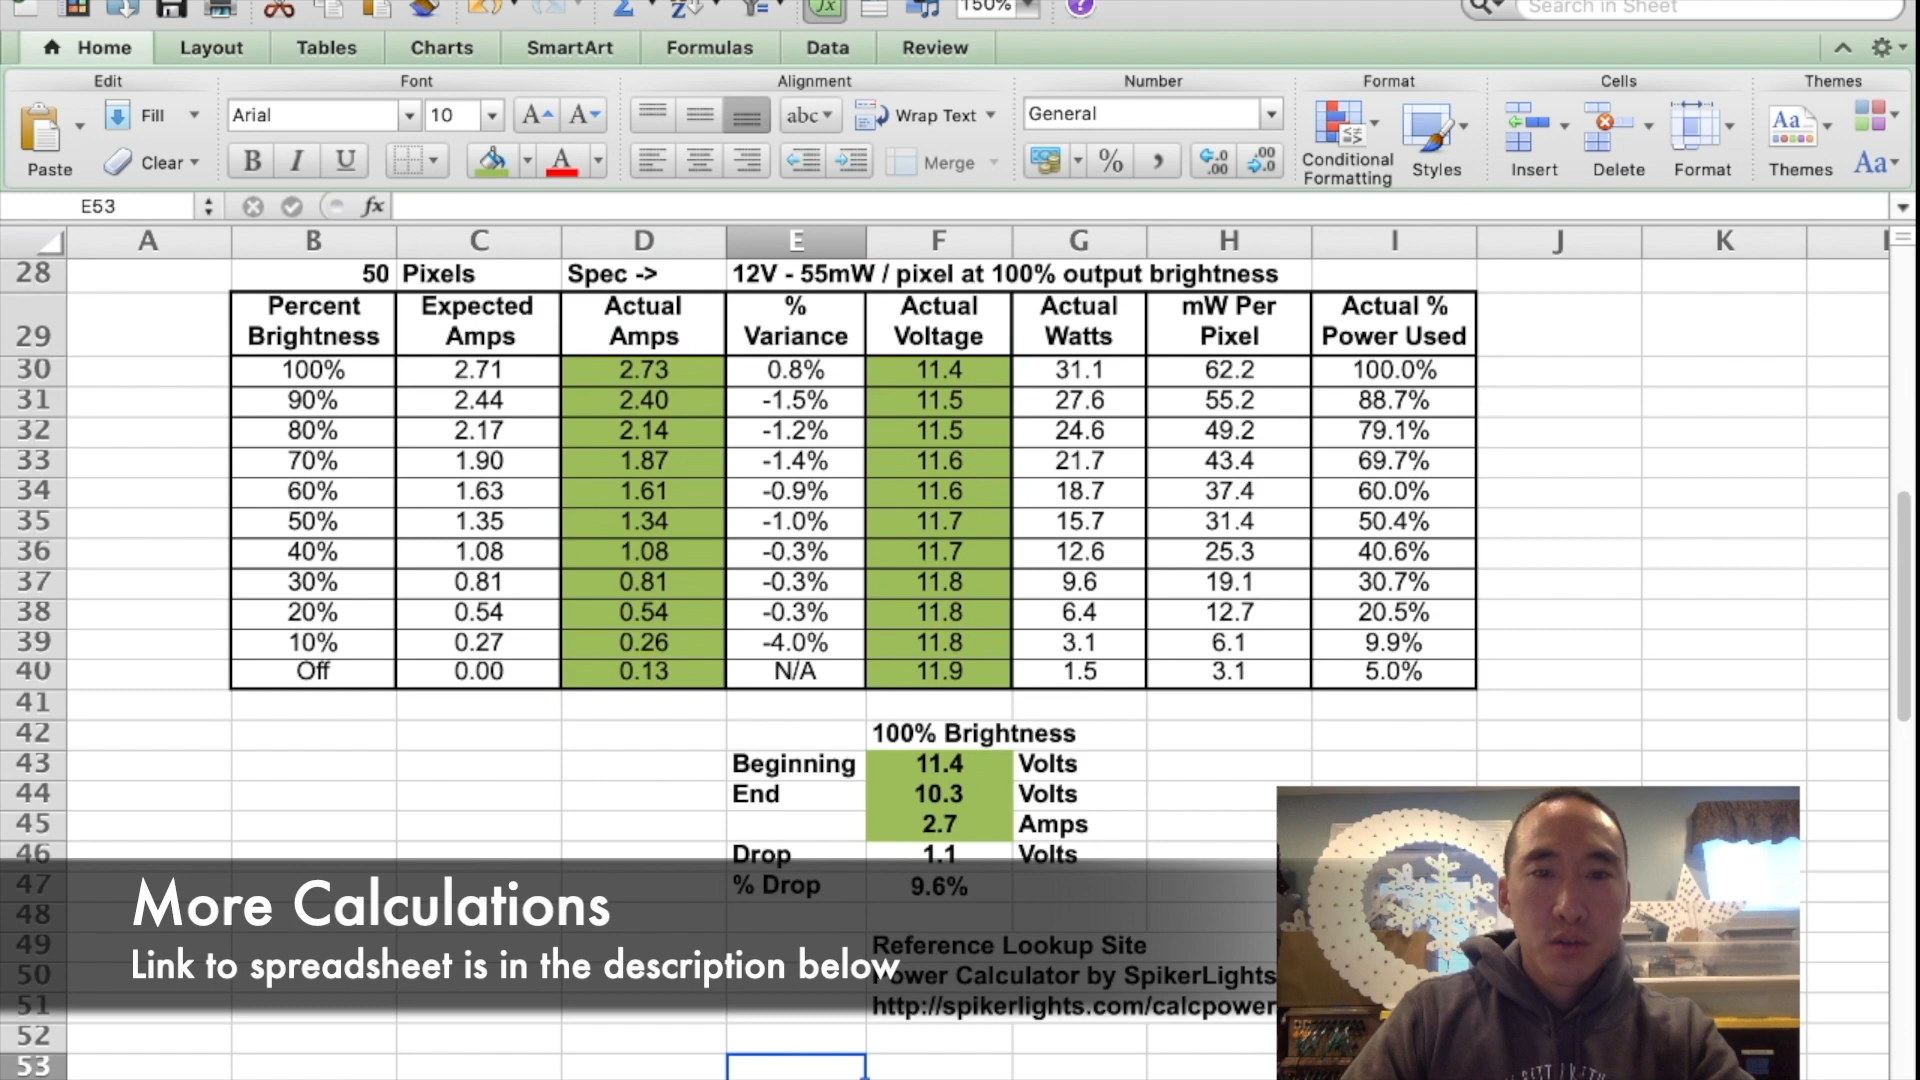 150%
Search in Sheet
Home Layout Tables Charts SmartArt Formulas Data Review
Edit Font Alignment Number Format Cells Themes
Fill Arial 10 A A abc Wrap Text General Aa
Paste Clear B I U A Merge % , .0 .00 .00 .0 Conditional Formatting Styles Insert Delete Format Themes Aa
E53 fx
A B C D E F G H I J K
28 50 Pixels Spec -> 12V - 55mW / pixel at 100% output brightness
29 Percent Brightness Expected Amps Actual Amps % Variance Actual Voltage Actual Watts mW Per Pixel Actual % Power Used
30 100% 2.71 2.73 0.8% 11.4 31.1 62.2 100.0%
31 90% 2.44 2.40 -1.5% 11.5 27.6 55.2 88.7%
32 80% 2.17 2.14 -1.2% 11.5 24.6 49.2 79.1%
33 70% 1.90 1.87 -1.4% 11.6 21.7 43.4 69.7%
34 60% 1.63 1.61 -0.9% 11.6 18.7 37.4 60.0%
35 50% 1.35 1.34 -1.0% 11.7 15.7 31.4 50.4%
36 40% 1.08 1.08 -0.3% 11.7 12.6 25.3 40.6%
37 30% 0.81 0.81 -0.3% 11.8 9.6 19.1 30.7%
38 20% 0.54 0.54 -0.3% 11.8 6.4 12.7 20.5%
39 10% 0.27 0.26 -4.0% 11.8 3.1 6.1 9.9%
40 Off 0.00 0.13 N/A 11.9 1.5 3.1 5.0%
41
42 100% Brightness
43 Beginning 11.4 Volts
44 End 10.3 Volts
45 2.7 Amps
46 Drop 1.1 Volts
47 % Drop 9.6%
48
More Calculations
49 Reference Lookup Site
50 Power Calculator by SpikerLights
Link to spreadsheet is in the description below
51 http://spikerlights.com/calcpower
52
53